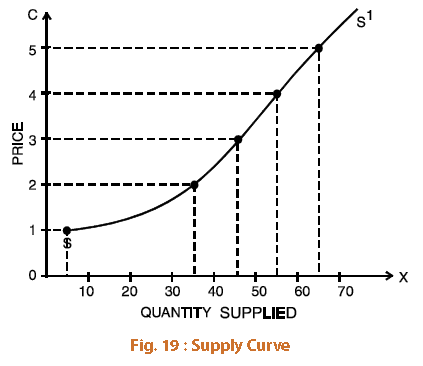 C
S1
5
4
3
2
1
0
PRICE
S
10 20 30 40 50 60 70
X
QUANTITY SUPPLIED
Fig. 19 : Supply Curve